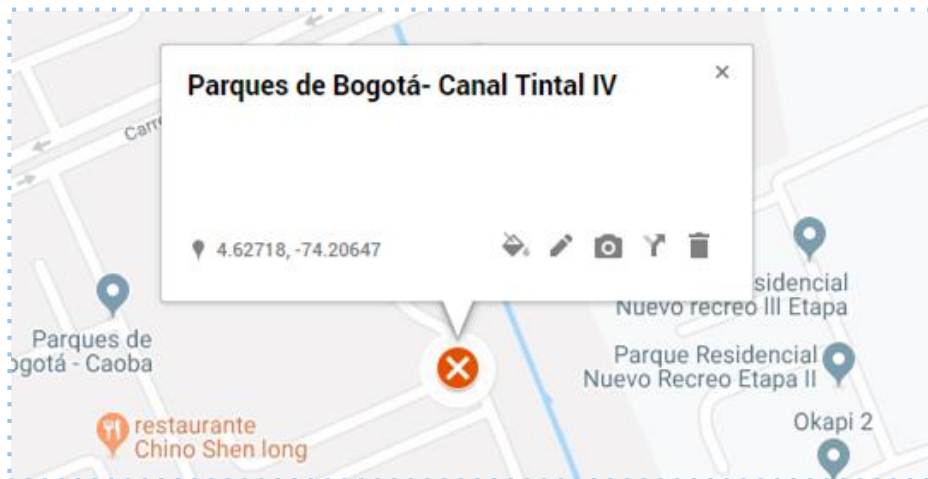 Parques de Bogotá- Canal Tintal IV
4.62718, -74.20647
Parques de
ogotá - Caoba
restaurante
Chino Shen long
sidencial
Nuevo recreo III Etapa
Parque Residencial
Nuevo Recreo Etapa II
Okapi 2